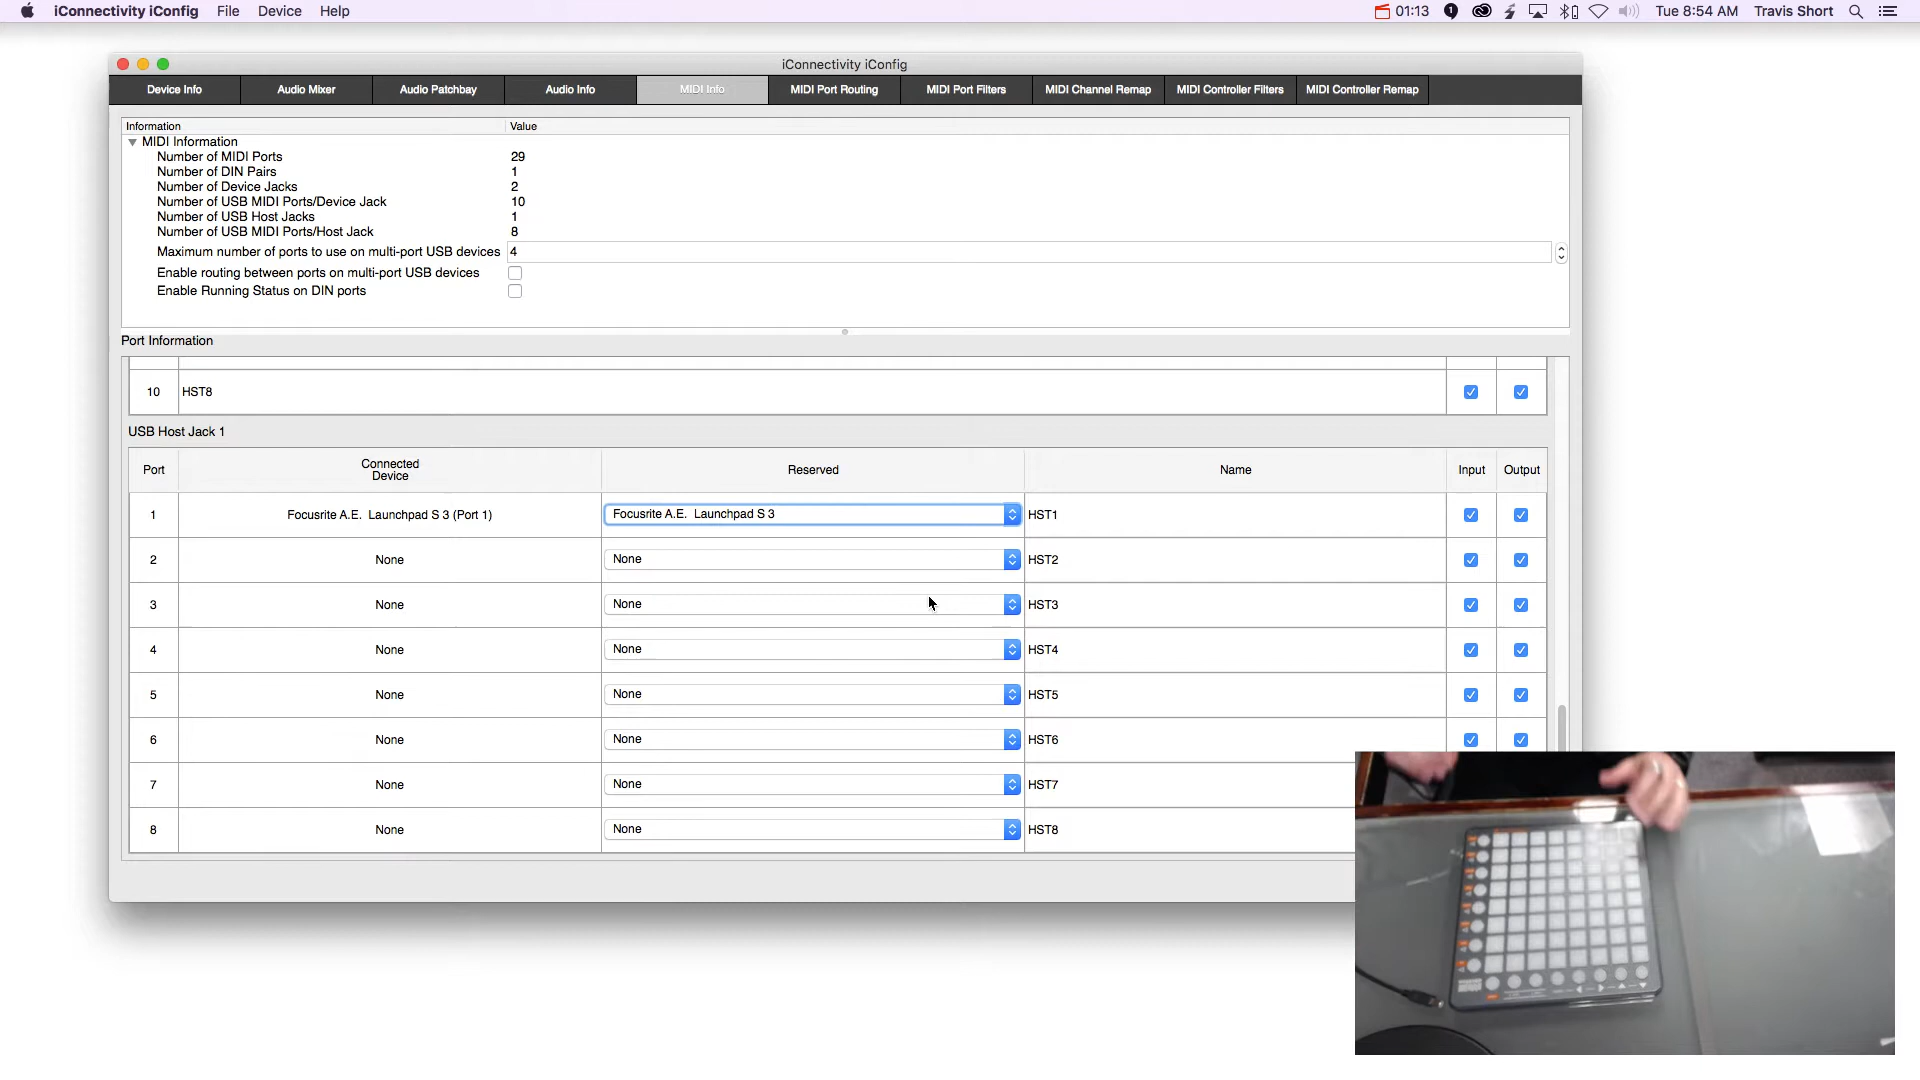 iConnectivity iConfig File Device Help 01:13 Tue 8:54 AM Travis Short
iConnectivity iConfig
Device Info Audio Mixer Audio Patchbay Audio Info MIDI Info MIDI Port Routing MIDI Port Filters MIDI Channel Remap MIDI Controller Filters MIDI Controller Remap
Information Value
MIDI Information
Number of MIDI Ports 29
Number of DIN Pairs 1
Number of Device Jacks 2
Number of USB MIDI Ports/Device Jack 10
Number of USB Host Jacks 1
Number of USB MIDI Ports/Host Jack 8
Maximum number of ports to use on multi-port USB devices 4
Enable routing between ports on multi-port USB devices
Enable Running Status on DIN ports
Port Information
10 HST8
USB Host Jack 1
Port Connected Device Reserved Name Input Output
1 Focusrite A.E. Launchpad S 3 (Port 1) Focusrite A.E. Launchpad S 3 HST1
2 None None HST2
3 None None HST3
4 None None HST4
5 None None HST5
6 None None HST6
7 None None HST7
8 None None HST8